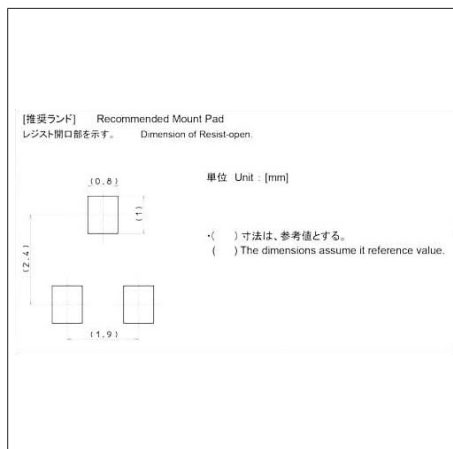 [推奨ランド] Recommended Mount Pad
レジスト開口部を示す。 Dimension of Resist-open.
単位 Unit : [mm]
(0.8)
(1)
(2.4)
・( ) 寸法は、参考値とする。
( ) The dimensions assume it reference value.
(1.9)